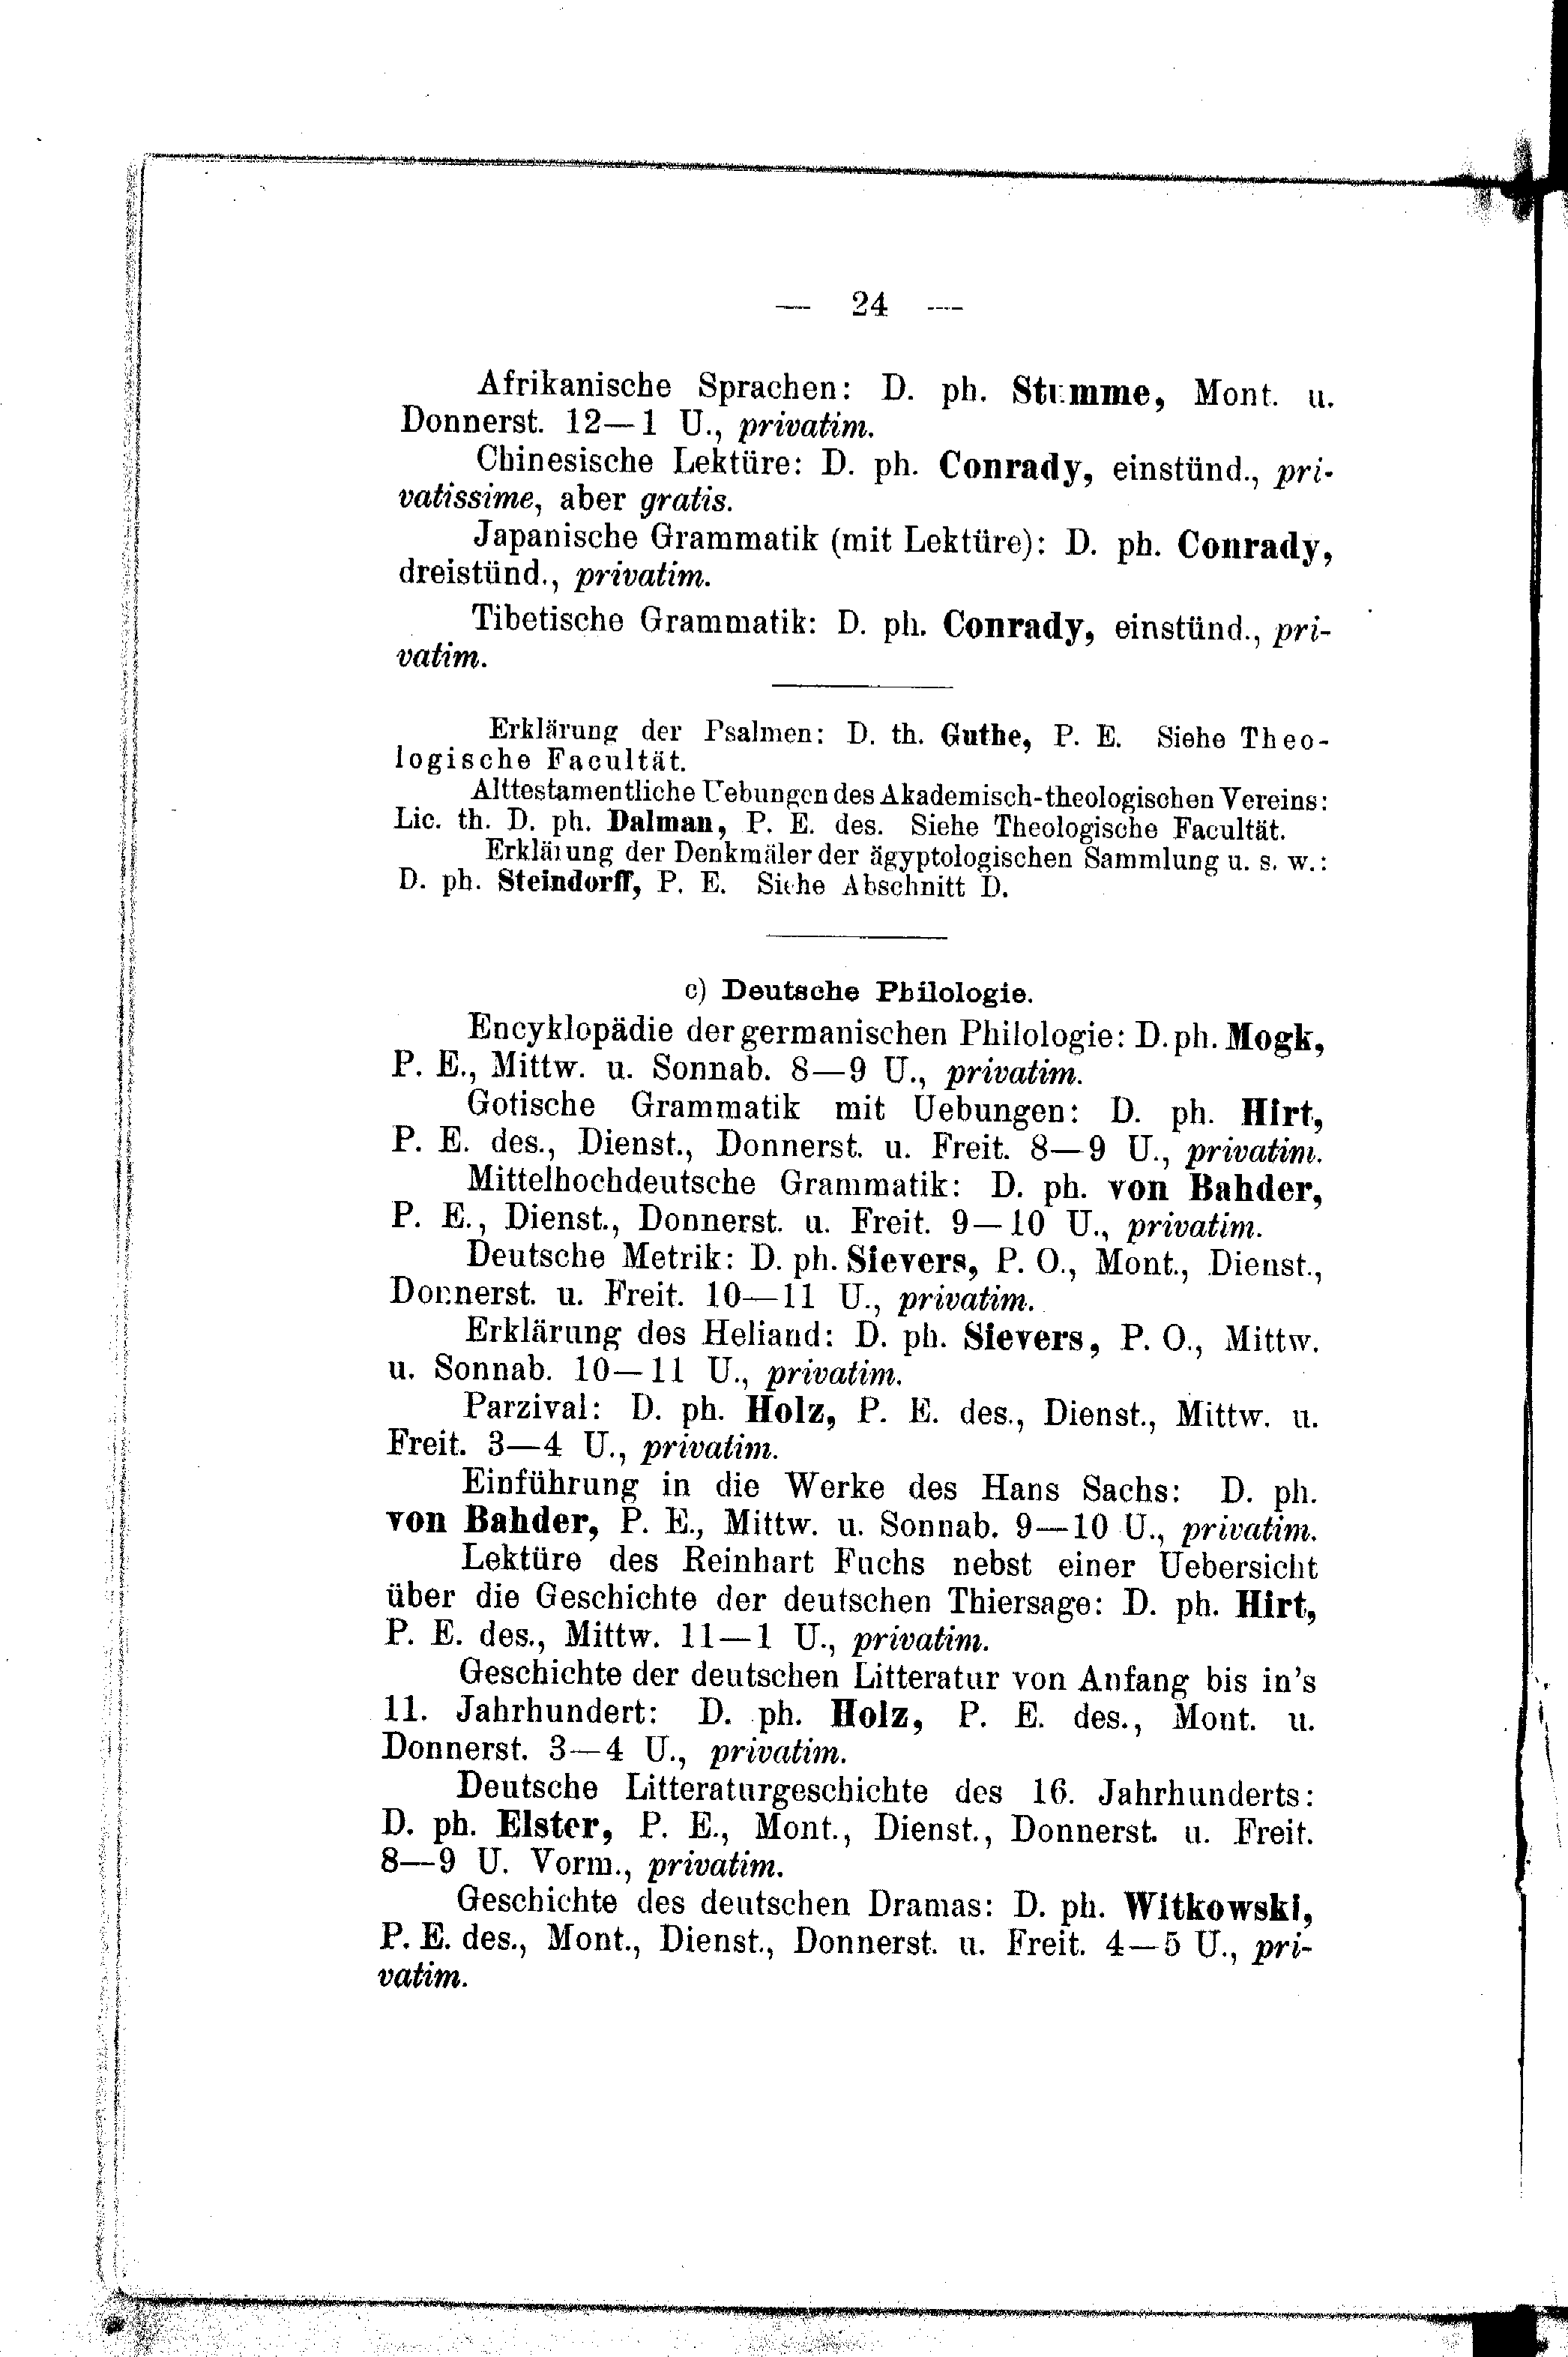 — 24 —
Afrikanische Sprachen: D. ph. Stumme, Mont. u.
Donnerst. 12—1 U., privatim.
Chinesische Lektüre: D. ph. Conrady, einstünd., pri-
vatissime, aber gratis.
Japanische Grammatik (mit Lektüre): D. ph. Conrady,
dreistünd., privatim.
Tibetische Grammatik: D. ph. Conrady, einstünd., pri-
vatim.
Erklärung der Psalmen: D. th. Guthe, P. E. Siehe Theo-
logische Facultät.
Alttestamentliche Uebungen des Akademisch-theologischen Vereins:
Lic. th. D. ph. Dalman, P. E. des. Siehe Theologische Facultät.
Erklärung der Denkmäler der ägyptologischen Sammlung u. s. w.:
D. ph. Steindorff, P. E. Siehe Abschnitt D.
c) Deutsche Philologie.
Encyklopädie der germanischen Philologie: D. ph. Mogk,
P. E., Mittw. u. Sonnab. 8—9 U., privatim.
Gotische Grammatik mit Uebungen: D. ph. Hirt,
P. E. des., Dienst., Donnerst. u. Freit. 8—9 U., privatim.
Mittelhochdeutsche Grammatik: D. ph. von Bahder,
P. E., Dienst., Donnerst. u. Freit. 9—10 U., privatim.
Deutsche Metrik: D. ph. Sievers, P. O., Mont., Dienst.,
Donnerst. u. Freit. 10—11 U., privatim.
Erklärung des Heliand: D. ph. Sievers, P. O., Mittw.
u. Sonnab. 10—11 U., privatim.
Parzival: D. ph. Holz, P. E. des., Dienst., Mittw. u.
Freit. 3—4 U., privatim.
Einführung in die Werke des Hans Sachs: D. ph.
von Bahder, P. E., Mittw. u. Sonnab. 9—10 U., privatim.
Lektüre des Reinhart Fuchs nebst einer Uebersicht
über die Geschichte der deutschen Thiersage: D. ph. Hirt,
P. E. des., Mittw. 11—1 U., privatim.
Geschichte der deutschen Litteratur von Anfang bis in's
11. Jahrhundert: D. ph. Holz, P. E. des., Mont. u.
Donnerst. 3—4 U., privatim.
Deutsche Litteraturgeschichte des 16. Jahrhunderts:
D. ph. Elster, P. E., Mont., Dienst., Donnerst. u. Freit.
8—9 U. Vorm., privatim.
Geschichte des deutschen Dramas: D. ph. Witkowski,
P. E. des., Mont., Dienst., Donnerst. u. Freit. 4—5 U., pri-
vatim.